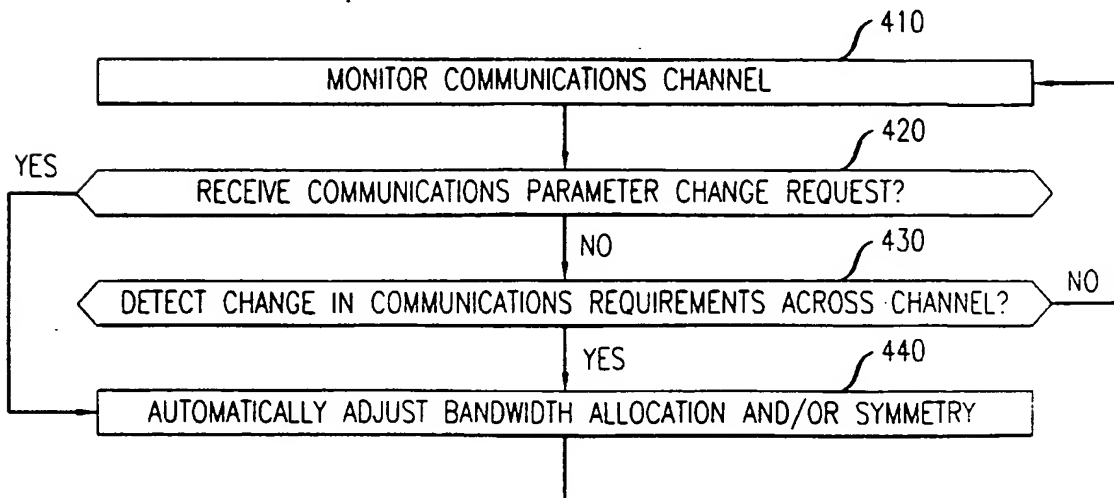 410
MONITOR COMMUNICATIONS CHANNEL
420
YES
RECEIVE COMMUNICATIONS PARAMETER CHANGE REQUEST?
NO
430
DETECT CHANGE IN COMMUNICATIONS REQUIREMENTS ACROSS CHANNEL?
NO
YES
440
AUTOMATICALLY ADJUST BANDWIDTH ALLOCATION AND/OR SYMMETRY